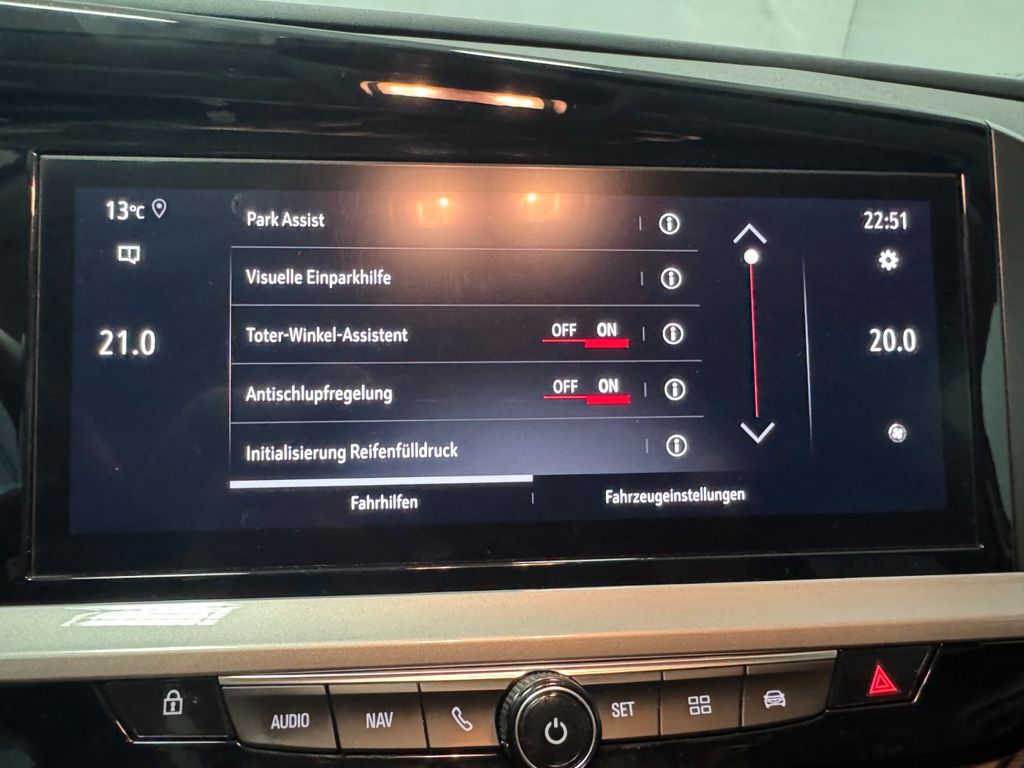 13°C
22:51
21.0
20.0
Park Assist
Visuelle Einparkhilfe
Toter-Winkel-Assistent OFF ON
Antischlupfregelung OFF ON
Initialisierung Reifenfülldruck
Fahrhilfen
Fahrzeugeinstellungen
AUDIO
NAV
SET